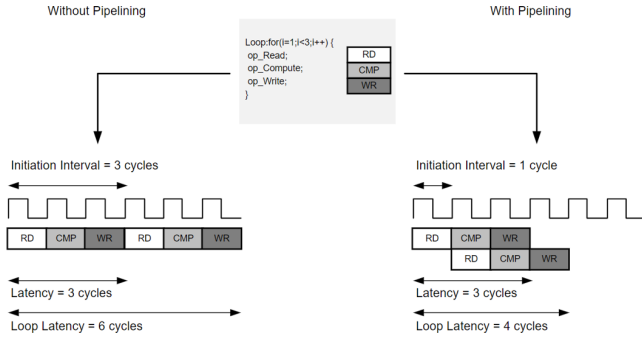 Without Pipelining
With Pipelining
Loop:for(i=1;i<3;i++) {
op_Read;
op_Compute;
op_Write;
}
RD
CMP
WR
Initiation Interval = 3 cycles
RD CMP WR RD CMP WR
Latency = 3 cycles
Loop Latency = 6 cycles
Initiation Interval = 1 cycle
RD CMP WR
RD CMP WR
Latency = 3 cycles
Loop Latency = 4 cycles